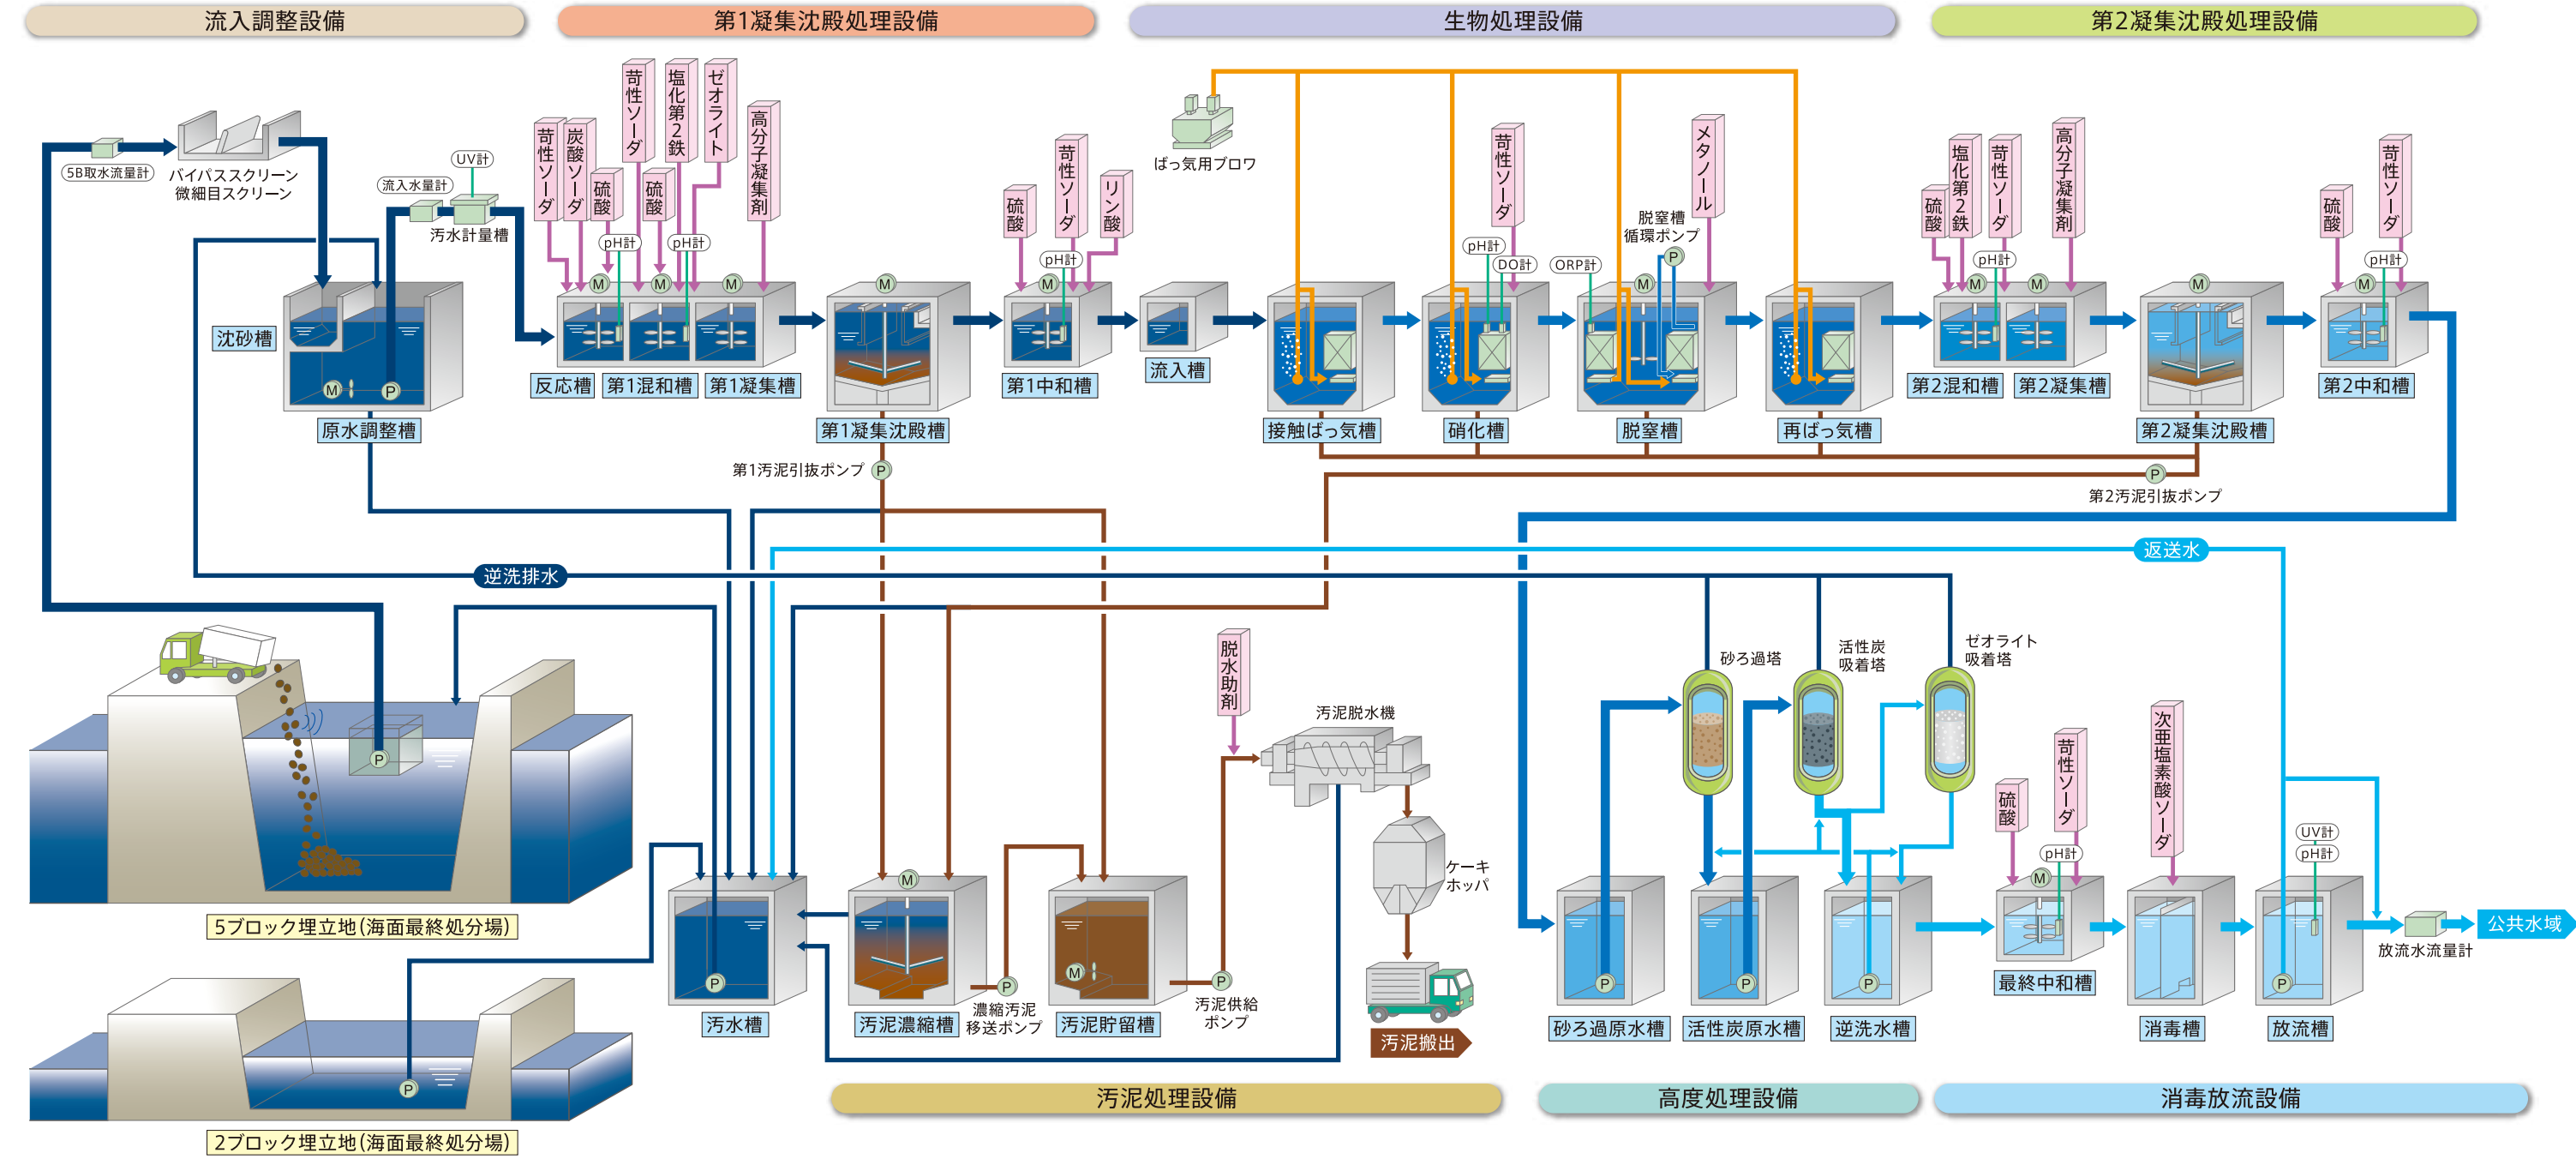 流入調整設備
第1凝集沈殿処理設備
生物処理設備
第2凝集沈殿処理設備
5B取水流量計
バイパススクリーン
微細目スクリーン
流入水量計
UV計
汚水計量槽
沈砂槽
M
P
原水調整槽
苛性ソーダ
炭酸ソーダ
硫酸
苛性ソーダ
硫酸
塩化第2鉄
ゼオライト
高分子凝集剤
pH計
pH計
M
M
M
反応槽
第1混和槽
第1凝集槽
M
第1凝集沈殿槽
硫酸
苛性ソーダ
リン酸
pH計
M
第1中和槽
流入槽
ばっ気用ブロワ
接触ばっ気槽
苛性ソーダ
pH計
DO計
硝化槽
ORP計
脱窒槽
循環ポンプ
P
メタノール
M
脱窒槽
再ばっ気槽
硫酸
塩化第2鉄
苛性ソーダ
高分子凝集剤
pH計
M
M
第2混和槽
第2凝集槽
M
第2凝集沈殿槽
硫酸
苛性ソーダ
pH計
M
第2中和槽
第1汚泥引抜ポンプ
P
P
第2汚泥引抜ポンプ
返送水
逆洗排水
P
5ブロック埋立地(海面最終処分場)
P
2ブロック埋立地(海面最終処分場)
P
汚水槽
M
汚泥濃縮槽
P
濃縮汚泥
移送ポンプ
M
汚泥貯留槽
P
汚泥供給
ポンプ
脱水助剤
汚泥脱水機
ケーキ
ホッパ
汚泥搬出
砂ろ過塔
活性炭
吸着塔
ゼオライト
吸着塔
P
砂ろ過原水槽
P
活性炭原水槽
P
逆洗水槽
硫酸
苛性ソーダ
pH計
M
最終中和槽
次亜塩素酸ソーダ
消毒槽
UV計
pH計
P
放流槽
放流水流量計
公共水域
汚泥処理設備
高度処理設備
消毒放流設備